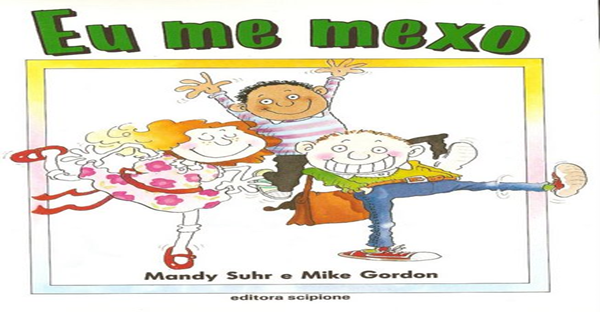 Eu me mexo
Mandy Suhr e Mike Gordon
editora scipione